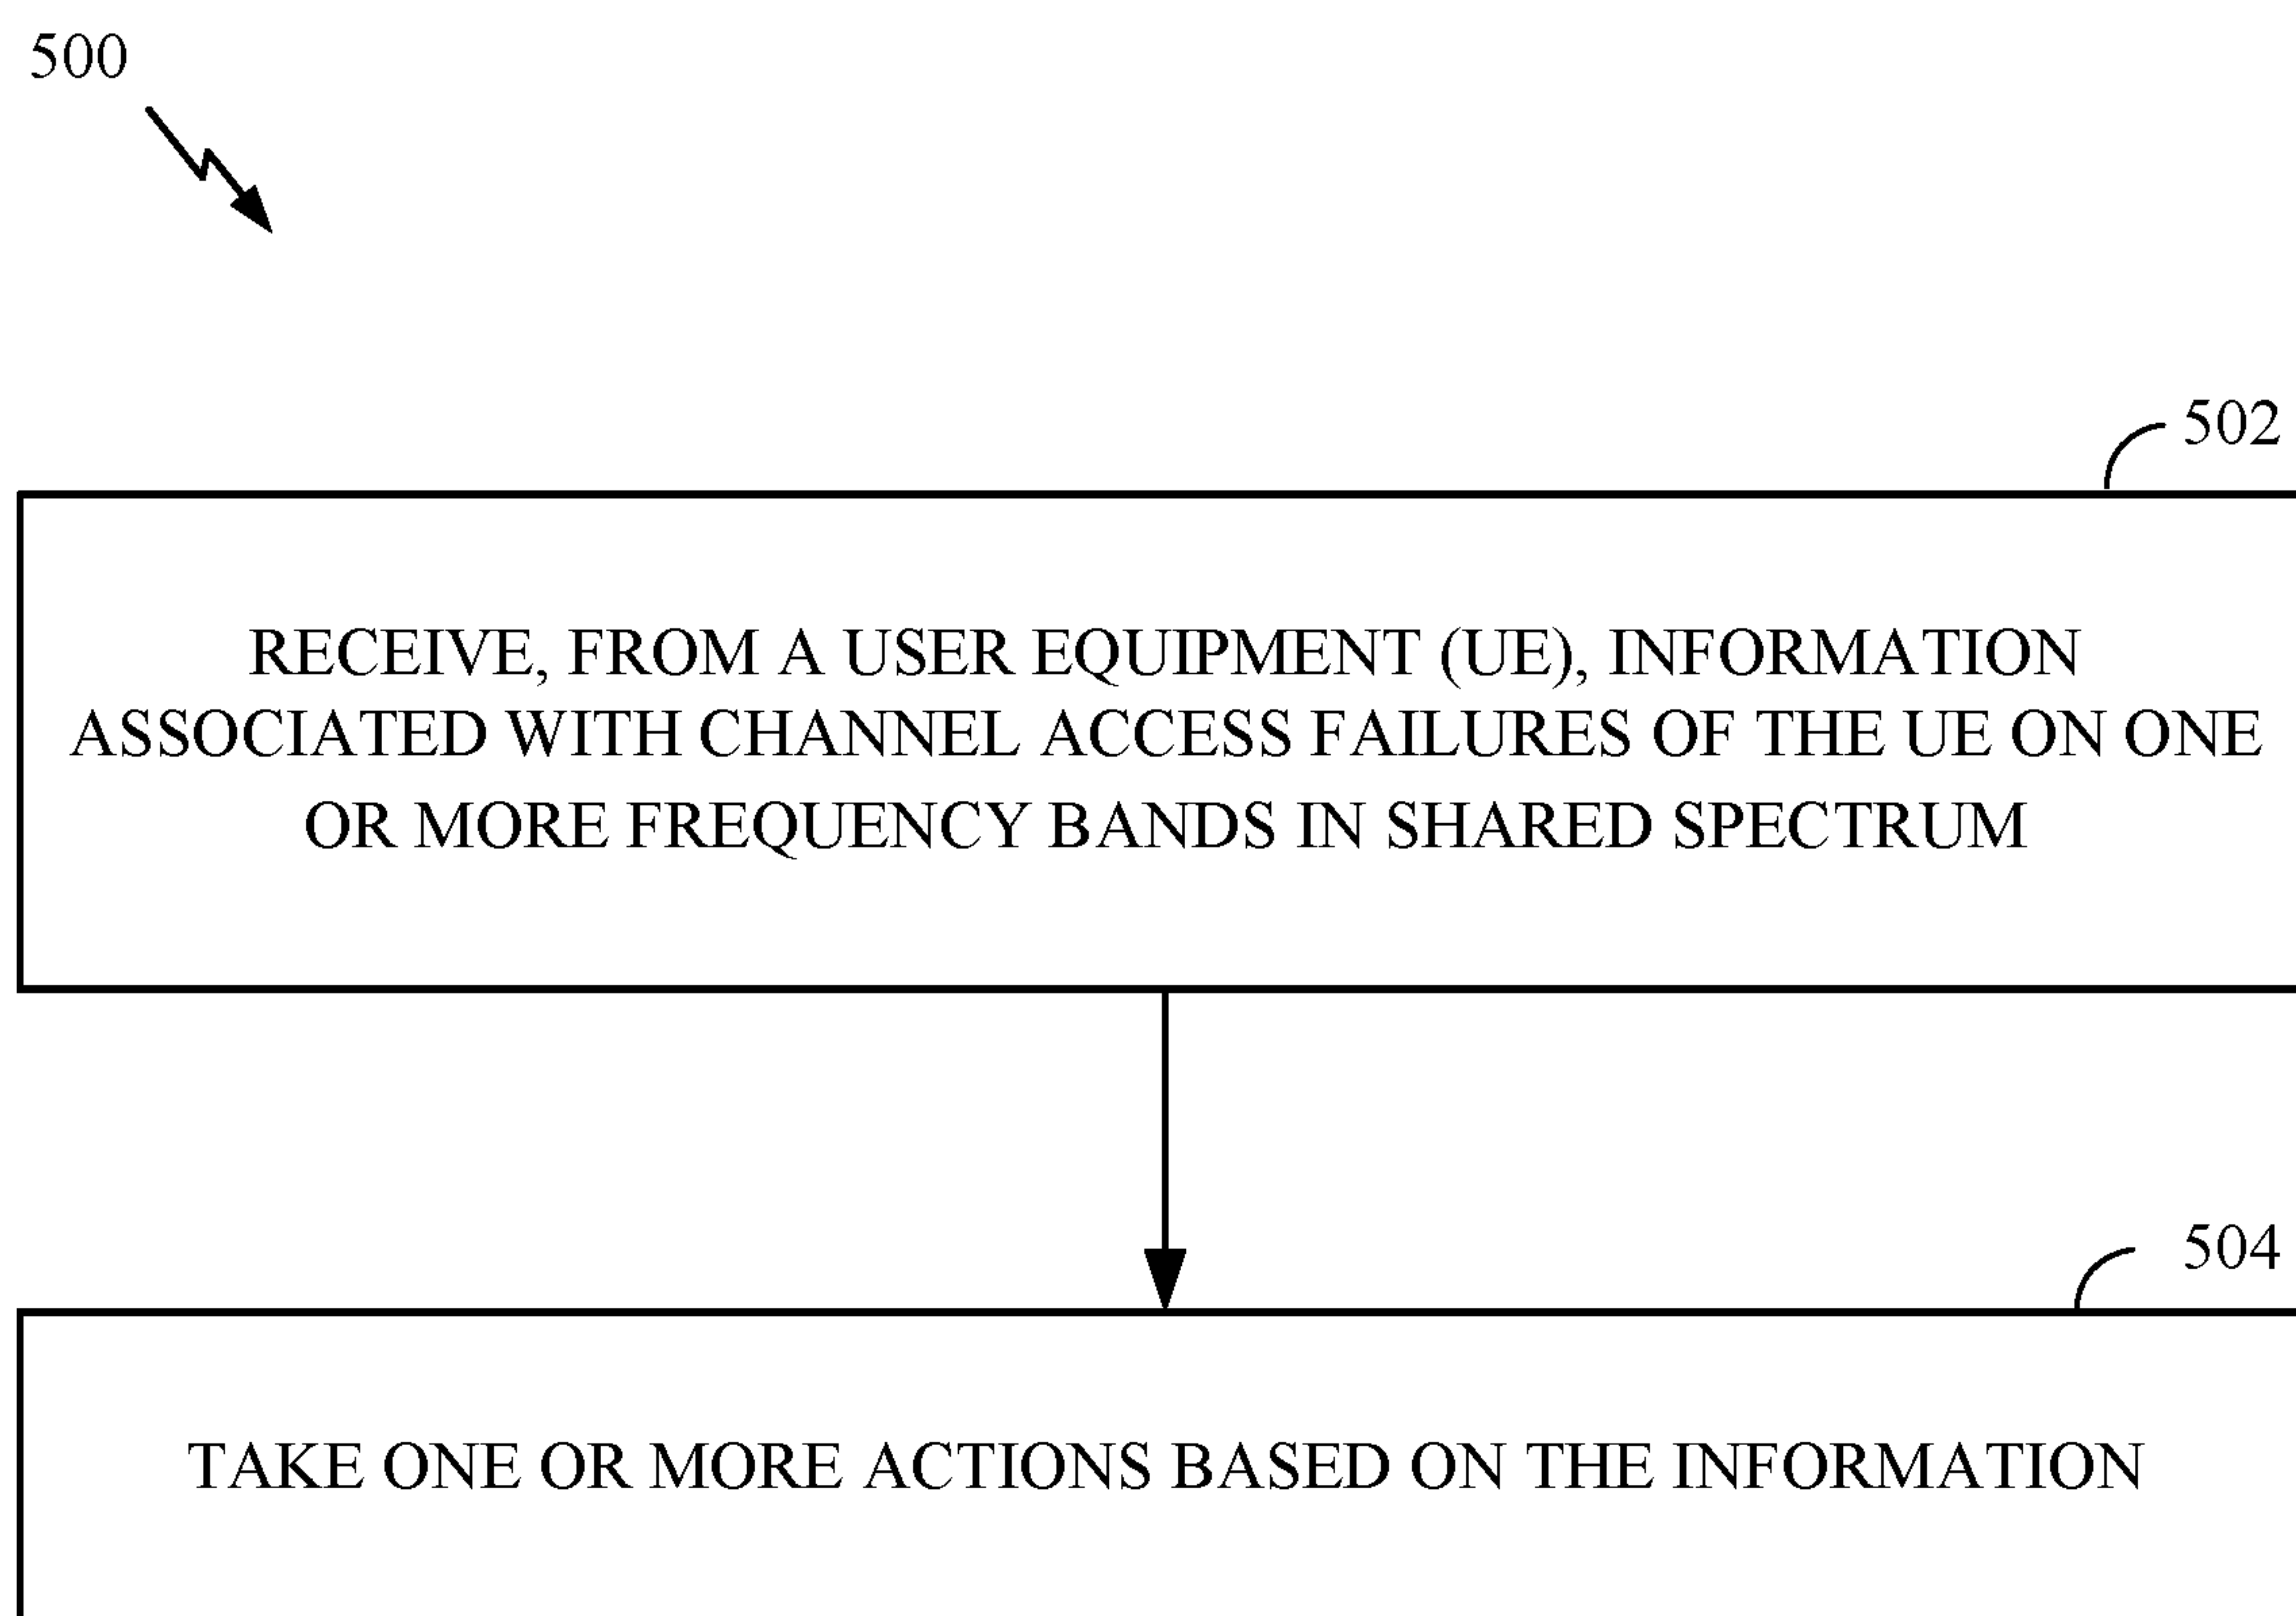 500
502
RECEIVE, FROM A USER EQUIPMENT (UE), INFORMATION
ASSOCIATED WITH CHANNEL ACCESS FAILURES OF THE UE ON ONE
OR MORE FREQUENCY BANDS IN SHARED SPECTRUM
504
TAKE ONE OR MORE ACTIONS BASED ON THE INFORMATION